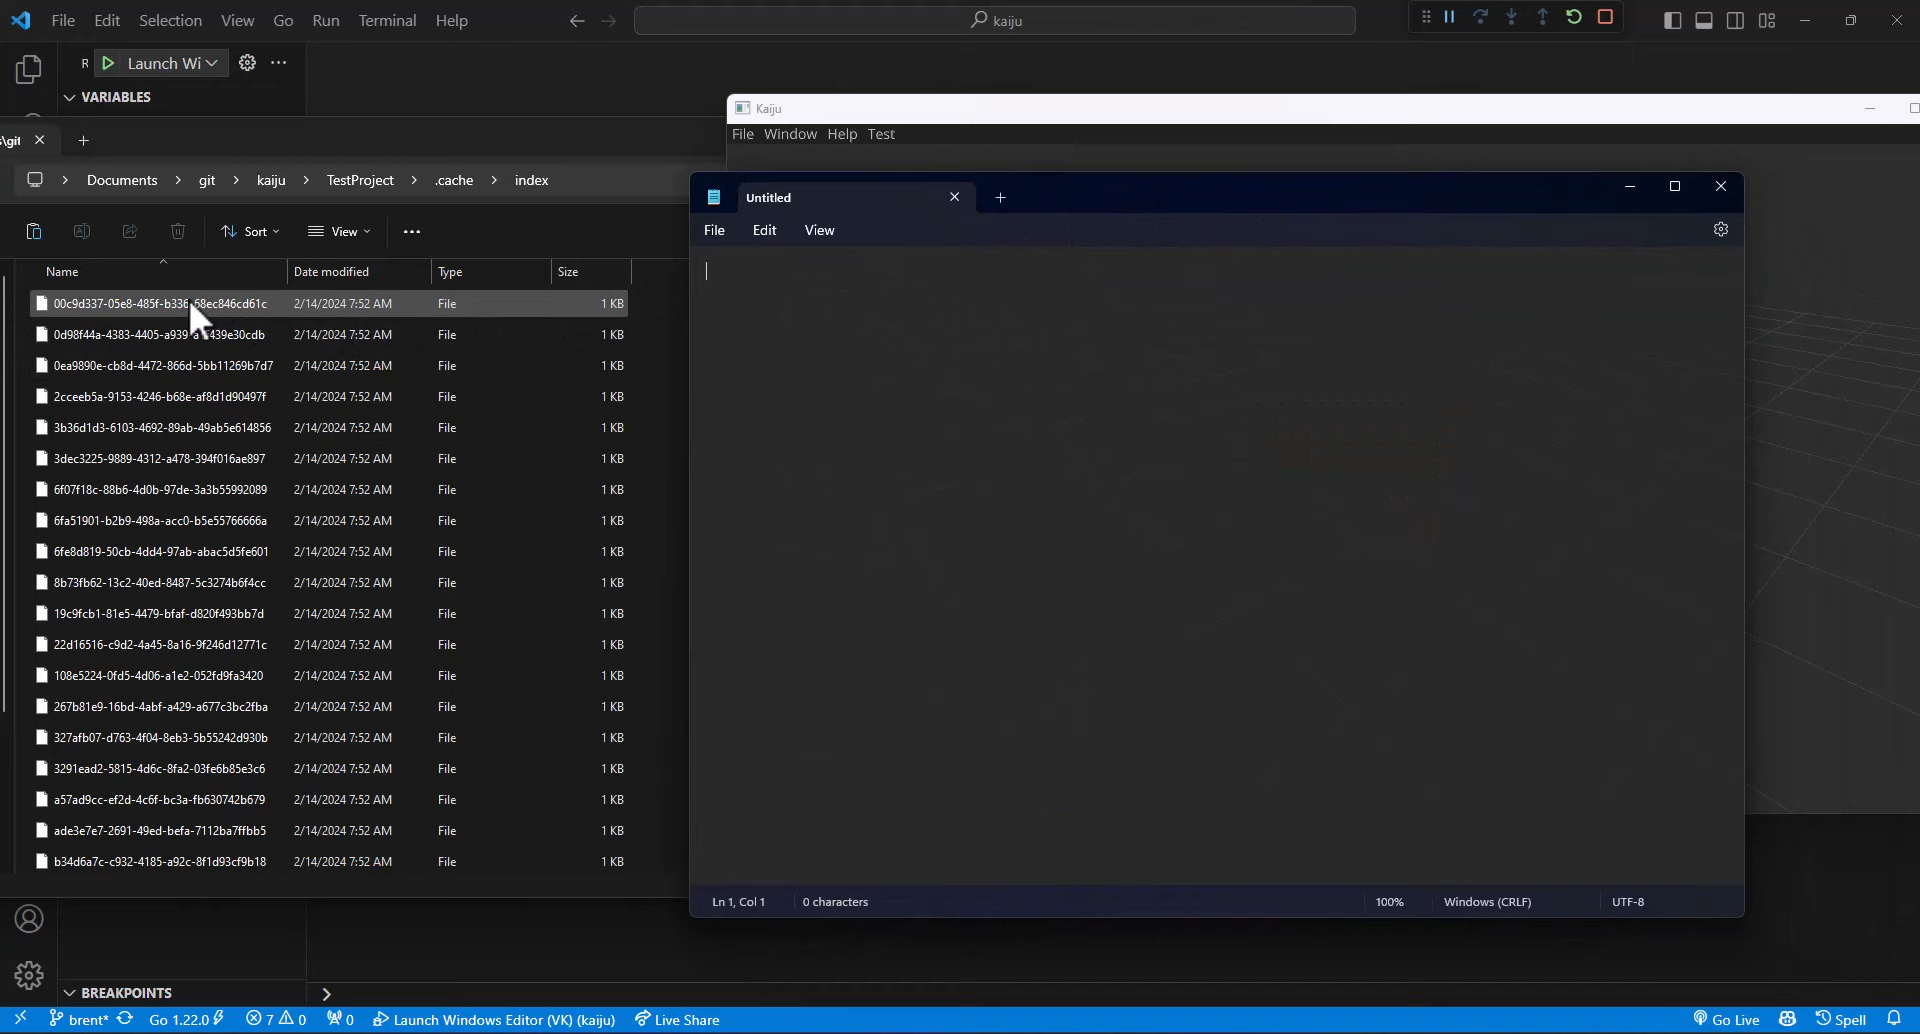 File Edit Selection View Go Run Terminal Help
kaiju
R Launch Wi
VARIABLES
s\git
Documents > git > kaiju > TestProject > .cache > index
Sort View
Name Date modified Type Size
00c9d337-05e8-485f-b336-68ec846cd61c 2/14/2024 7:52 AM File 1 KB
2/14/2024 7:52 AM File 1 KB
0ea9890e-cb8d-4472-866d-5bb11269b7d7 2/14/2024 7:52 AM File 1 KB
2cceeb5a-9153-4246-b68e-af8d1d90497f 2/14/2024 7:52 AM File 1 KB
3b36d1d3-6103-4692-89ab-49ab5e614856 2/14/2024 7:52 AM File 1 KB
3dec3225-9889-4312-a478-394f016ae897 2/14/2024 7:52 AM File 1 KB
6f07f18c-88b6-4d0b-97de-3a3b55992089 2/14/2024 7:52 AM File 1 KB
6fa51901-b2b9-498a-acc0-b5e55766666a 2/14/2024 7:52 AM File 1 KB
6fe8d819-50cb-4dd4-97ab-abac5d5fe601 2/14/2024 7:52 AM File 1 KB
8b73fb62-13c2-40ed-8487-5c3274b6f4cc 2/14/2024 7:52 AM File 1 KB
19c9fcb1-81e5-4479-bfaf-d820f493bb7d 2/14/2024 7:52 AM File 1 KB
22d16516-c9d2-4a45-8a16-9f246d12771c 2/14/2024 7:52 AM File 1 KB
108e5224-0fd5-4d06-a1e2-052fd9fa3420 2/14/2024 7:52 AM File 1 KB
267b81e9-16bd-4abf-a429-a677c3bc2fba 2/14/2024 7:52 AM File 1 KB
327afb07-d763-4f04-8eb3-5b55242d930b 2/14/2024 7:52 AM File 1 KB
3291ead2-5815-4d6c-8fa2-03fe6b85e3c6 2/14/2024 7:52 AM File 1 KB
a57ad9cc-ef2d-4c6f-bc3a-fb630742b679 2/14/2024 7:52 AM File 1 KB
ade3e7e7-2691-49ed-befa-7112ba7ffbb5 2/14/2024 7:52 AM File 1 KB
b34d6a7c-c932-4185-a92c-8f1d93cf9b18 2/14/2024 7:52 AM File 1 KB
Kaiju
File Window Help Test
Untitled
File Edit View
Ln 1, Col 1 0 characters 100% Windows (CRLF) UTF-8
BREAKPOINTS
brent* Go 1.22.0 7 0 0 Launch Windows Editor (VK) (kaiju) Live Share Go Live Spell